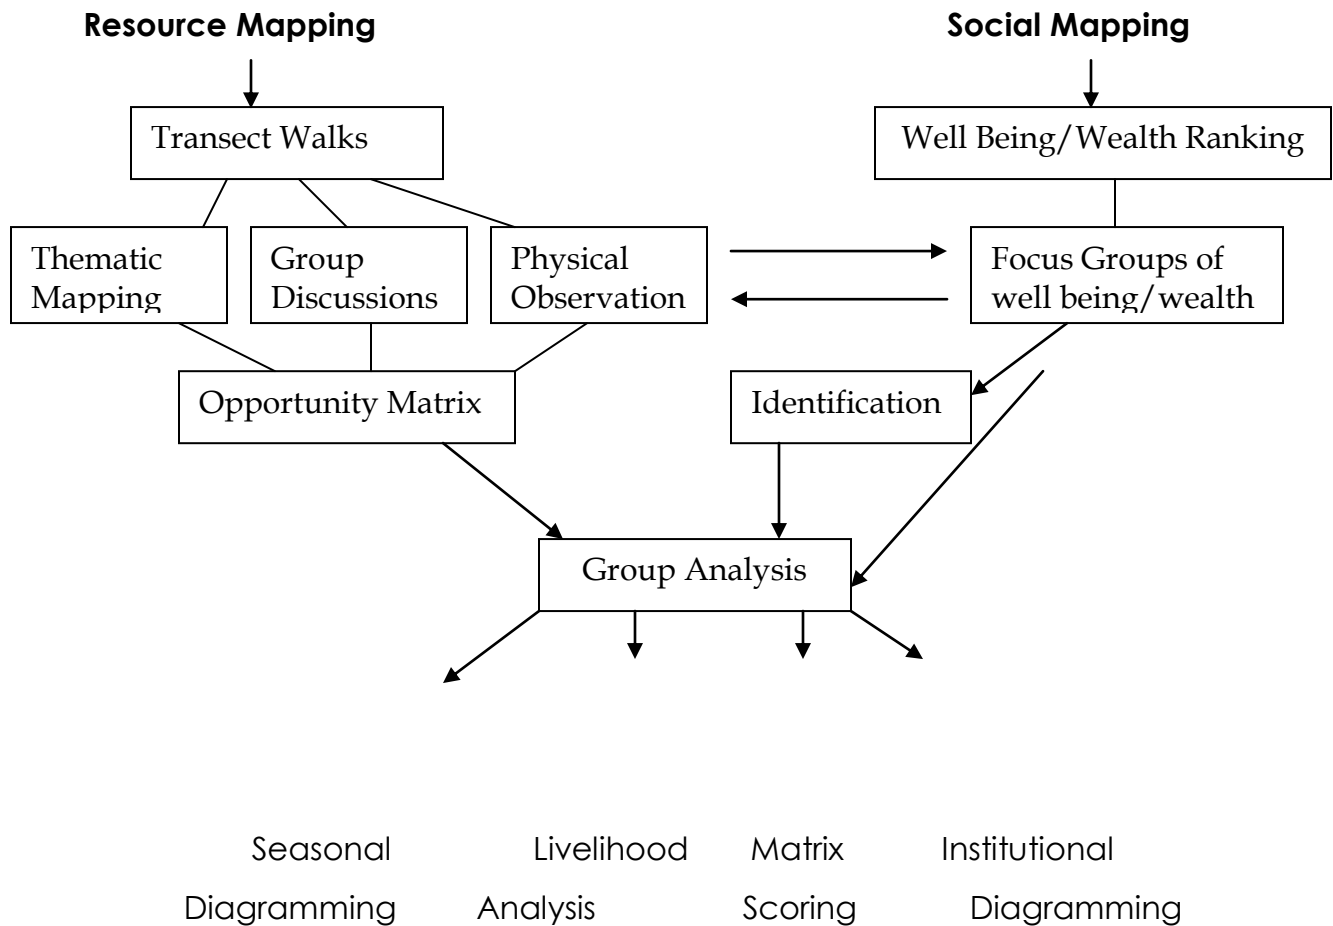 Resource Mapping
Social Mapping
Transect Walks
Well Being/Wealth Ranking
Thematic
Mapping
Group
Discussions
Physical
Observation
Focus Groups of
well being/wealth
Opportunity Matrix
Identification
Group Analysis
Seasonal Livelihood Matrix Institutional
Diagramming Analysis Scoring Diagramming